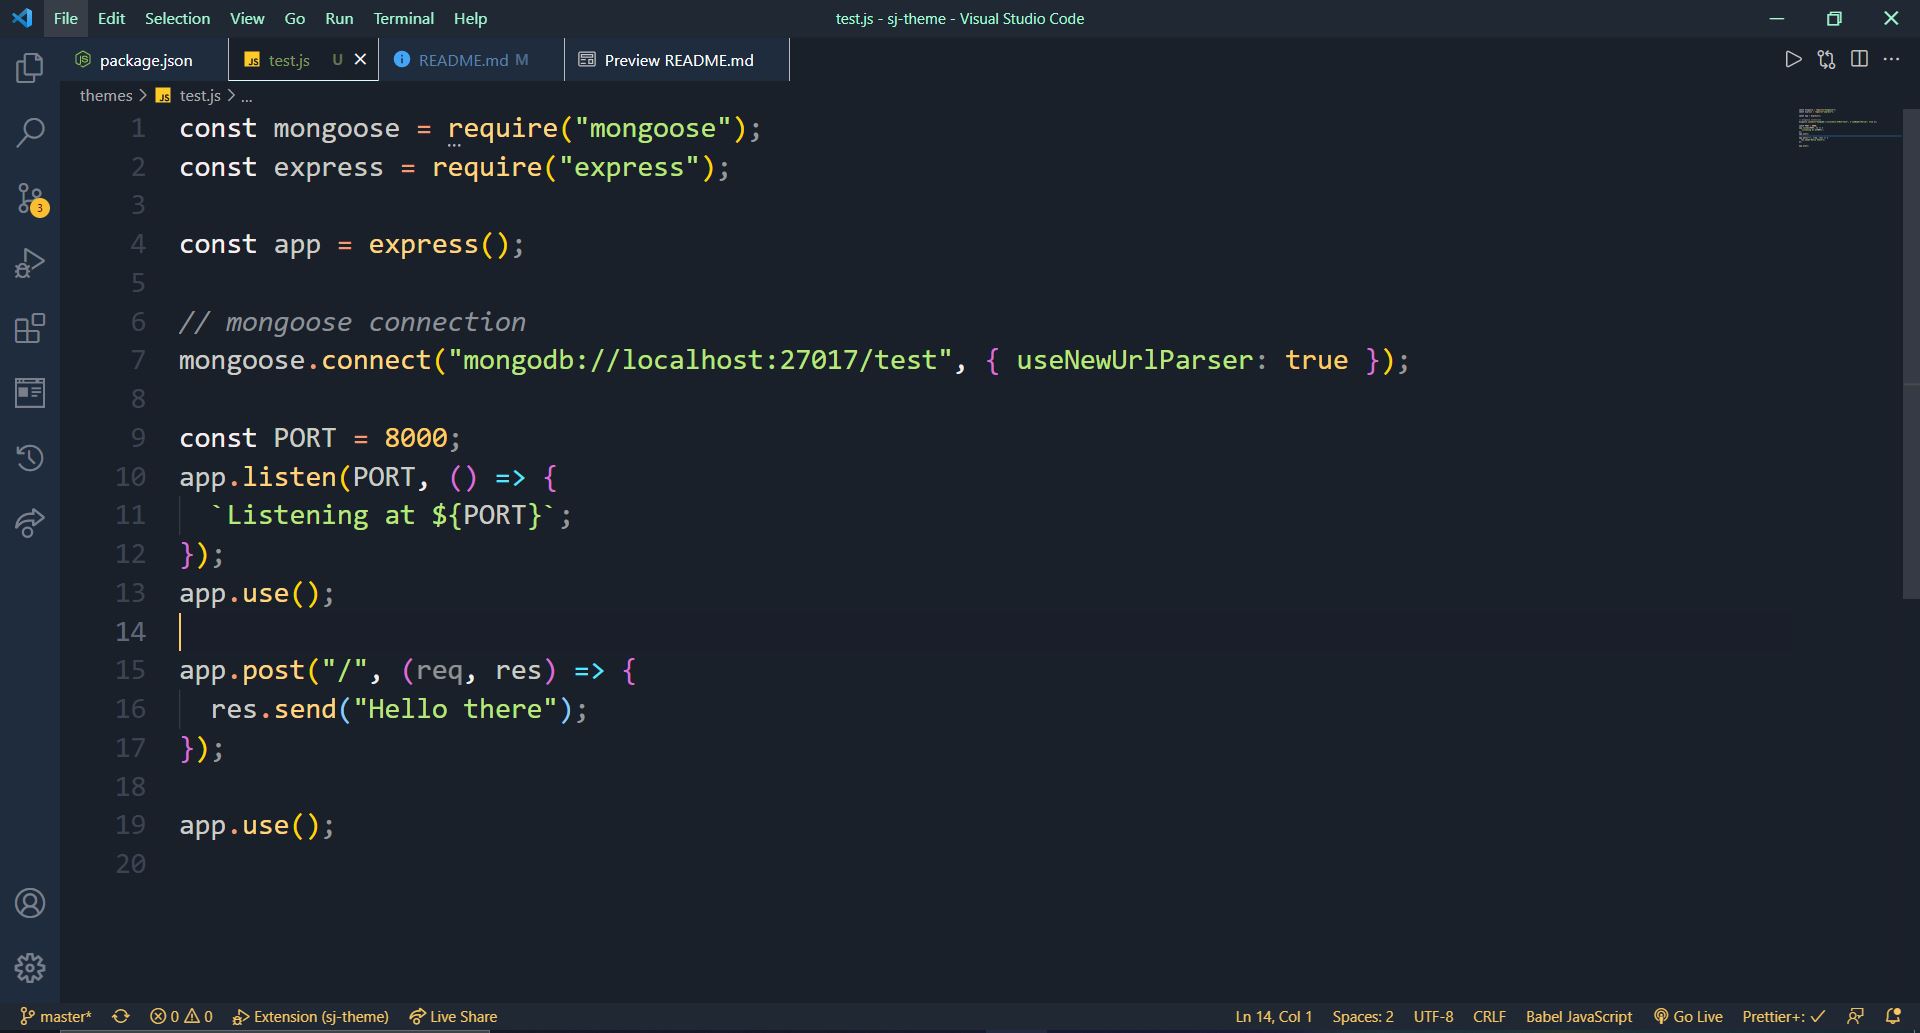 File Edit Selection View Go Run Terminal Help test.js - sj-theme - Visual Studio Code
package.json JS test.js U README.md M Preview README.md
themes > JS test.js > ...
1 const mongoose = require("mongoose");
2 const express = require("express");
3
4 const app = express();
5
6 // mongoose connection
7 mongoose.connect("mongodb://localhost:27017/test", { useNewUrlParser: true });
8
9 const PORT = 8000;
10 app.listen(PORT, () => {
11 `Listening at ${PORT}`;
12 });
13 app.use();
14
15 app.post("/", (req, res) => {
16 res.send("Hello there");
17 });
18
19 app.use();
20
3
master* 0 0 Extension (sj-theme) Live Share Ln 14, Col 1 Spaces: 2 UTF-8 CRLF Babel JavaScript Go Live Prettier+: ✓